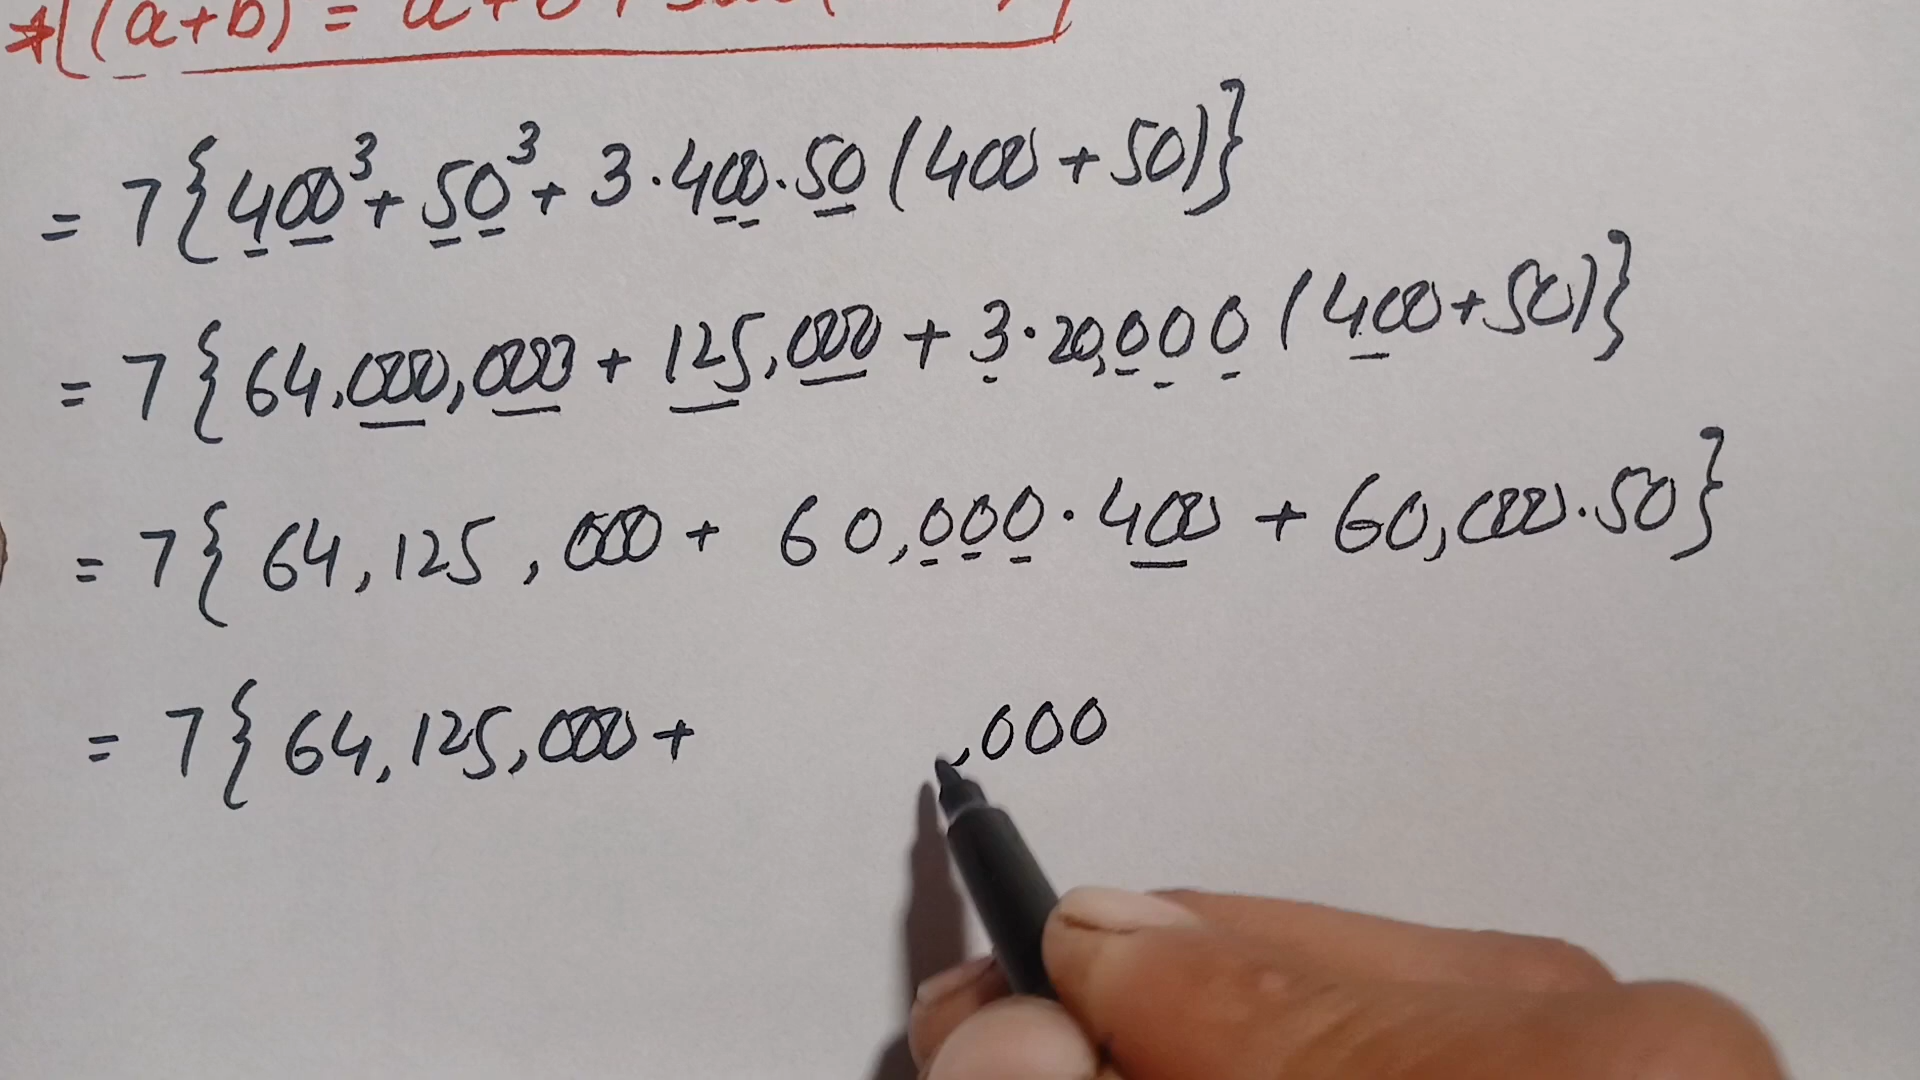 *[(a+b) = a+b+3ab(
= 7{400³+50³+3·400·50(400+50)}
= 7{64,000,000+125,000+3·20,000(400+50)}
= 7{64,125,000+60,000·400+60,000·50}
= 7{64,125,000+ ,000